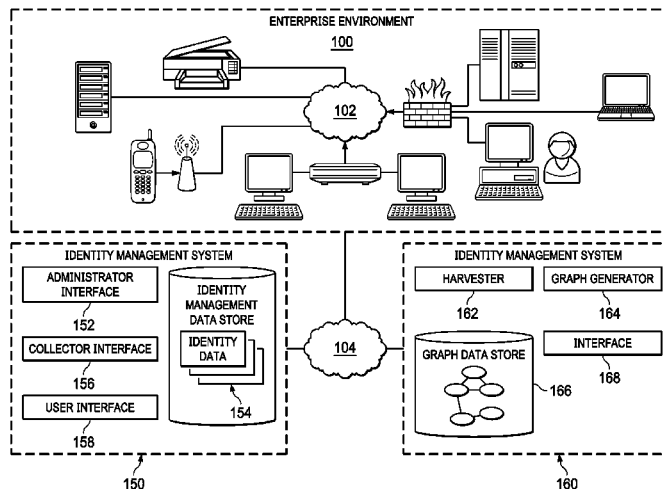 ENTERPRISE ENVIRONMENT
100
102
IDENTITY MANAGEMENT SYSTEM
ADMINISTRATOR
INTERFACE
152
COLLECTOR INTERFACE
156
USER INTERFACE
158
IDENTITY
MANAGEMENT
DATA STORE
IDENTITY
DATA
154
150
104
IDENTITY MANAGEMENT SYSTEM
HARVESTER
162
GRAPH GENERATOR
164
GRAPH DATA STORE
166
INTERFACE
168
160